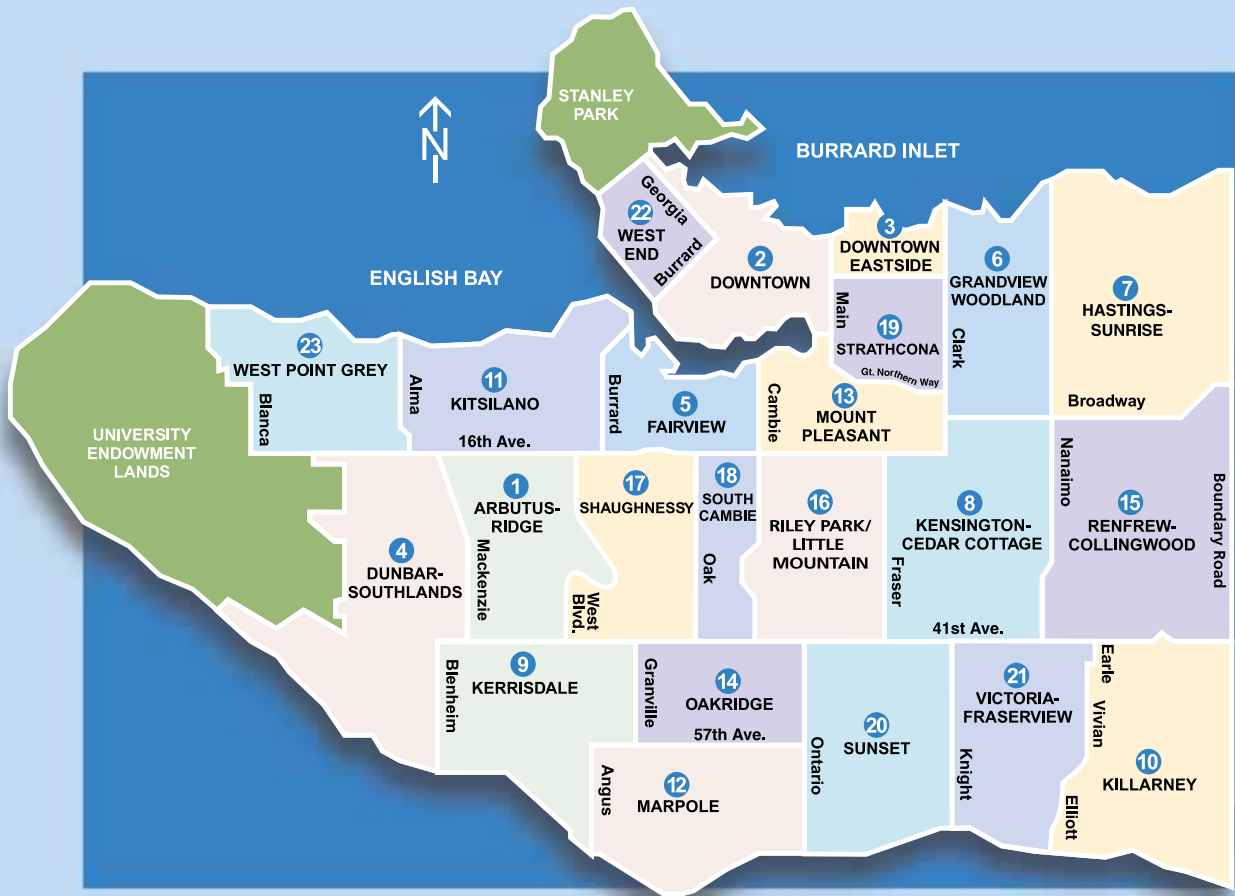 STANLEY
PARK
N
BURRARD INLET
Georgia
22
WEST
END
Burrard
3
DOWNTOWN
EASTSIDE
2
DOWNTOWN
6
GRANDVIEW
WOODLAND
7
HASTINGS-
SUNRISE
ENGLISH BAY
Main
19
STRATHCONA
Gt. Northern Way
Clark
23
WEST POINT GREY
Blanca
Alma
11
KITSILANO
16th Ave.
Burrard
5
FAIRVIEW
Cambie
13
MOUNT
PLEASANT
Broadway
UNIVERSITY
ENDOWMENT
LANDS
1
ARBUTUS-
RIDGE
Mackenzie
17
SHAUGHNESSY
West
Blvd.
18
SOUTH
CAMBIE
Oak
16
RILEY PARK/
LITTLE
MOUNTAIN
Fraser
8
KENSINGTON-
CEDAR COTTAGE
41st Ave.
Nanaimo
15
RENFREW-
COLLINGWOOD
Boundary Road
4
DUNBAR-
SOUTHLANDS
Blenheim
9
KERRISDALE
Granville
14
OAKRIDGE
57th Ave.
Ontario
20
SUNSET
21
VICTORIA-
FRASERVIEW
Knight
Earle
Vivian
Elliott
10
KILLARNEY
Angus
12
MARPOLE